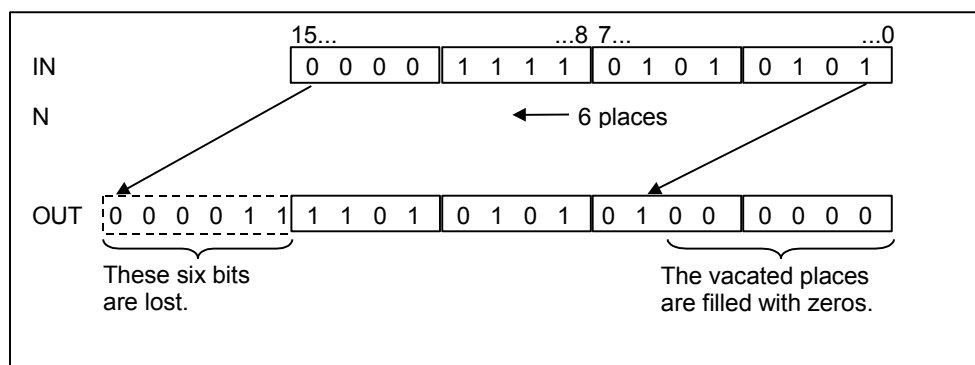 15... ...8 7... ...0
IN 0 0 0 0 1 1 1 1 0 1 0 1 0 1 0 1
N 6 places
OUT 0 0 0 0 1 1 1 1 0 1 0 1 0 1 0 1 0 0 0 0 0 0
These six bits
are lost.
The vacated places
are filled with zeros.